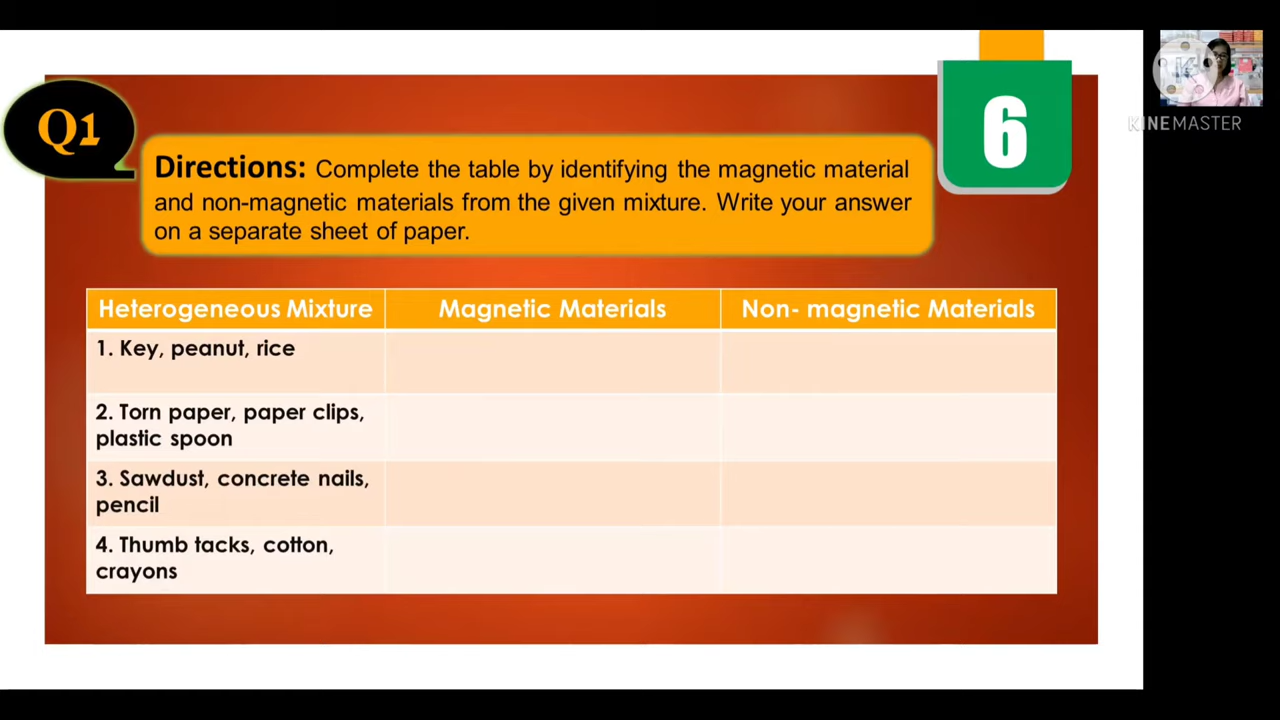 Q1
6
Directions: Complete the table by identifying the magnetic material
and non-magnetic materials from the given mixture. Write your answer
on a separate sheet of paper.
KINEMASTER
Heterogeneous Mixture
Magnetic Materials
Non- magnetic Materials
1. Key, peanut, rice
2. Torn paper, paper clips,
plastic spoon
3. Sawdust, concrete nails,
pencil
4. Thumb tacks, cotton,
crayons